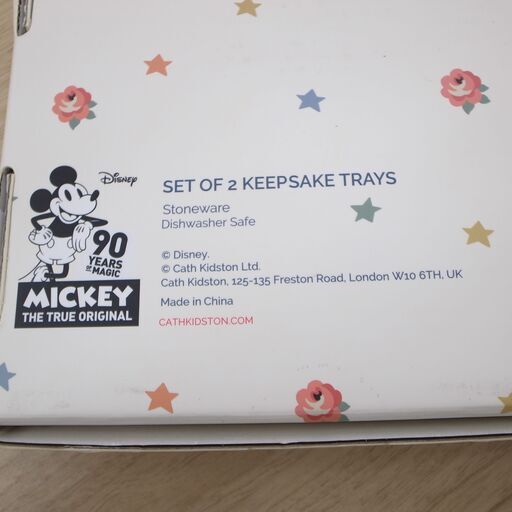 Disney
90
YEARS
OF MAGIC
MICKEY
THE TRUE ORIGINAL
SET OF 2 KEEPSAKE TRAYS
Stoneware
Dishwasher Safe
© Disney.
© Cath Kidston Ltd.
Cath Kidston, 125-135 Freston Road, London W10 6TH, UK
Made in China
CATHKIDSTON.COM